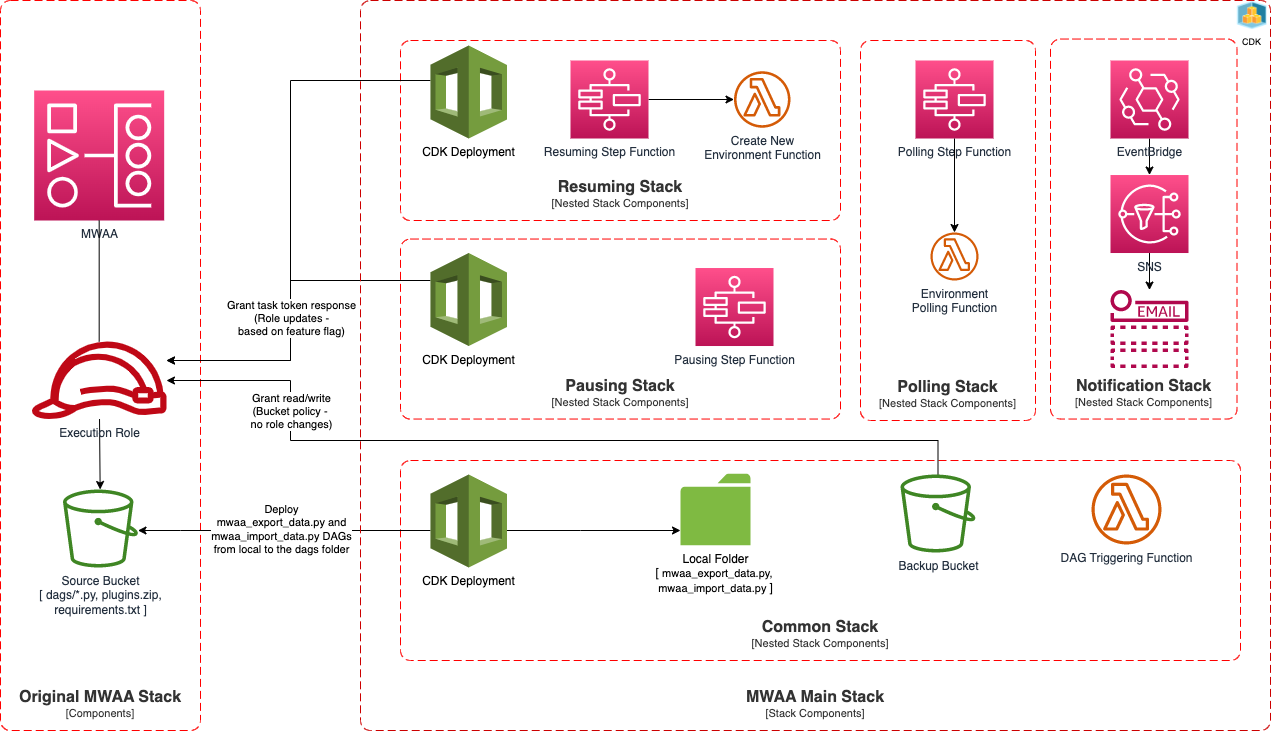 CDK
MWAA
Execution Role
Source Bucket
[ dags/*.py, plugins.zip,
requirements.txt ]
Original MWAA Stack
[Components]
Grant task token response
(Role updates -
based on feature flag)
Grant read/write
(Bucket policy -
no role changes)
Deploy
mwaa_export_data.py and
mwaa_import_data.py DAGs
from local to the dags folder
CDK Deployment
Resuming Step Function
Create New
Environment Function
Resuming Stack
[Nested Stack Components]
CDK Deployment
Pausing Step Function
Pausing Stack
[Nested Stack Components]
Polling Step Function
Environment
Polling Function
Polling Stack
[Nested Stack Components]
EventBridge
SNS
EMAIL
Notification Stack
[Nested Stack Components]
CDK Deployment
Local Folder
[ mwaa_export_data.py,
mwaa_import_data.py ]
Backup Bucket
DAG Triggering Function
Common Stack
[Nested Stack Components]
MWAA Main Stack
[Stack Components]